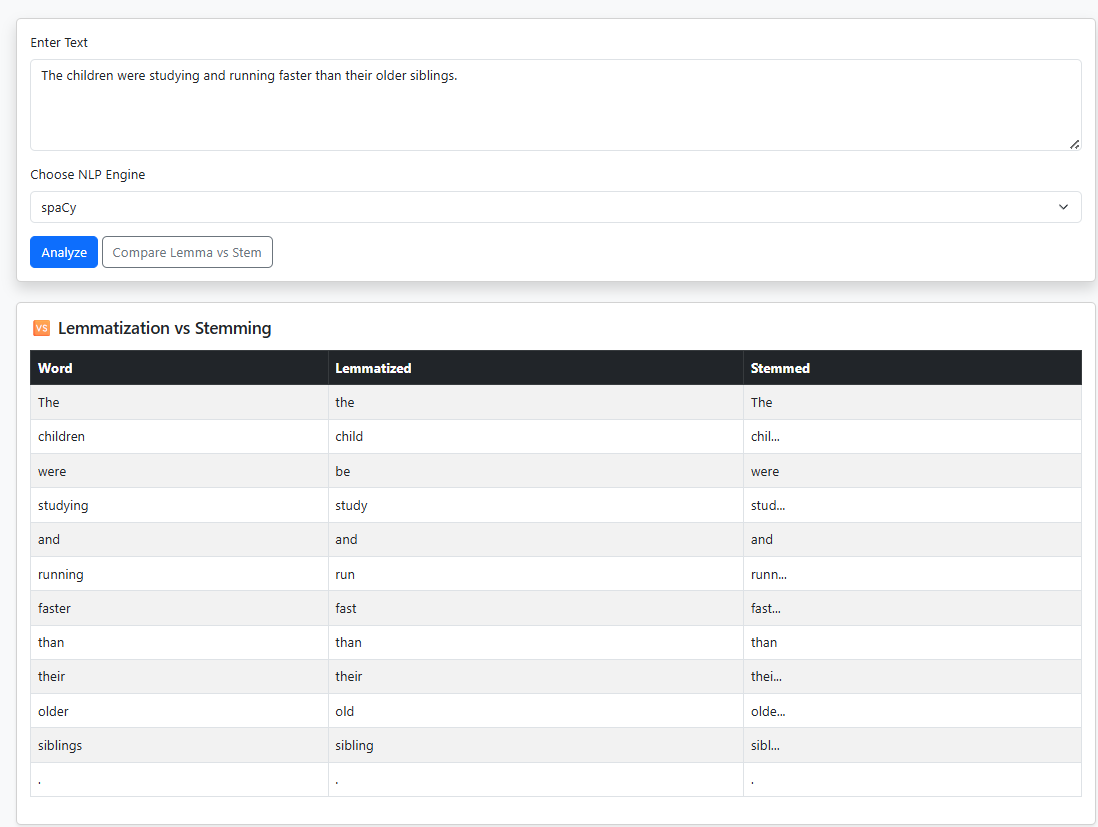 Enter Text
The children were studying and running faster than their older siblings.
Choose NLP Engine
spaCy
Analyze Compare Lemma vs Stem
VS Lemmatization vs Stemming
Word Lemmatized Stemmed
The the The
children child chil...
were be were
studying study stud...
and and and
running run runn...
faster fast fast...
than than than
their their thei...
older old olde...
siblings sibling sibl...
. . .